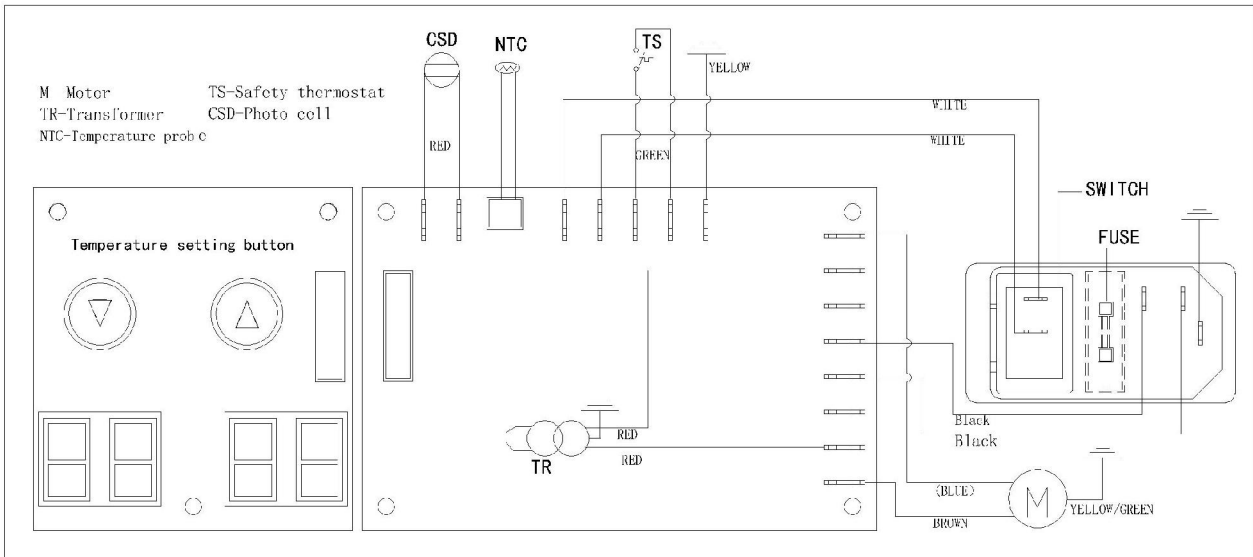 CSD NTC TS
YELLOW
M Motor TS-Safety thermostat
TR-Transformer CSD-Photo cell
NTC-Temperature probe
WHITE
RED GREEN WHITE
SWITCH
FUSE
Temperature setting button
RED
RED
TR
Black
Black
(BLUE)
M
YELLOW/GREEN
BROWN